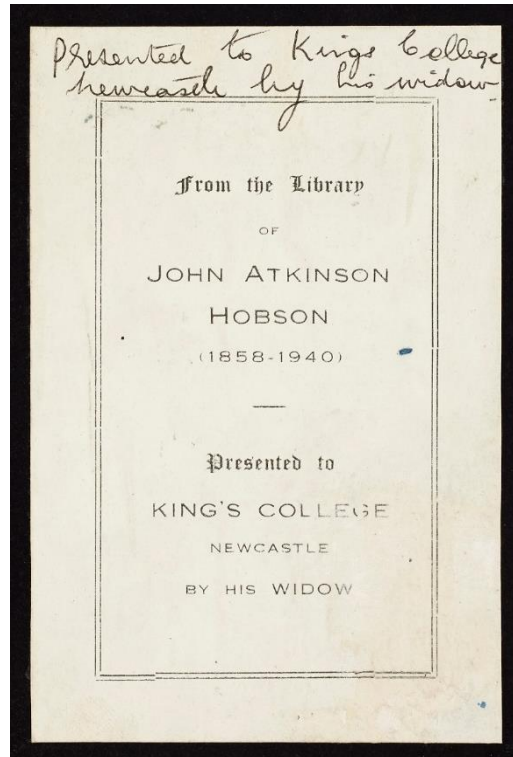 Presented to Kings College
newcastle by his widow
From the Library
OF
JOHN ATKINSON
HOBSON
(1858-1940)
Presented to
KING'S COLLEGE
NEWCASTLE
BY HIS WIDOW